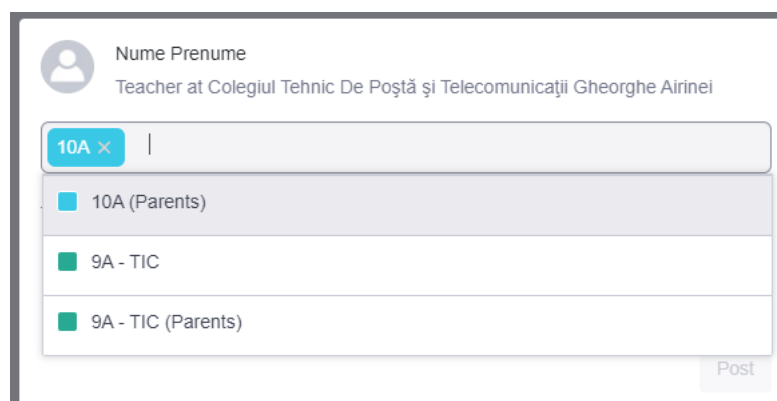 Nume Prenume
Teacher at Colegiul Tehnic De Poştă şi Telecomunicaţii Gheorghe Airinei
10A ×
10A (Parents)
9A - TIC
9A - TIC (Parents)
Post